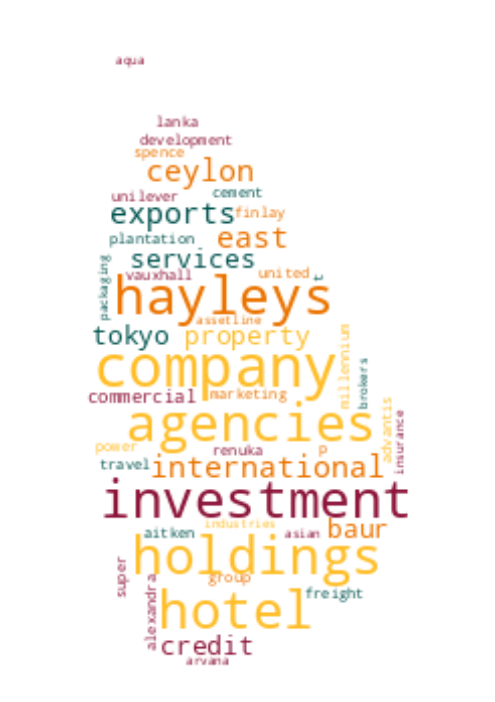 aqua
lanka
development
spence
ceylon
unilever cement
exports finlay
plantation east
services
packaging vauxhall united t
hayleys
assetline
tokyo property
millennium
company
brokers
commercial marketing
agencies
advantis
insurance
power renuka p
travel international
investment
industries
aitken asian baur
holdings
super group
alexandra
hotel freight
credit
arvana